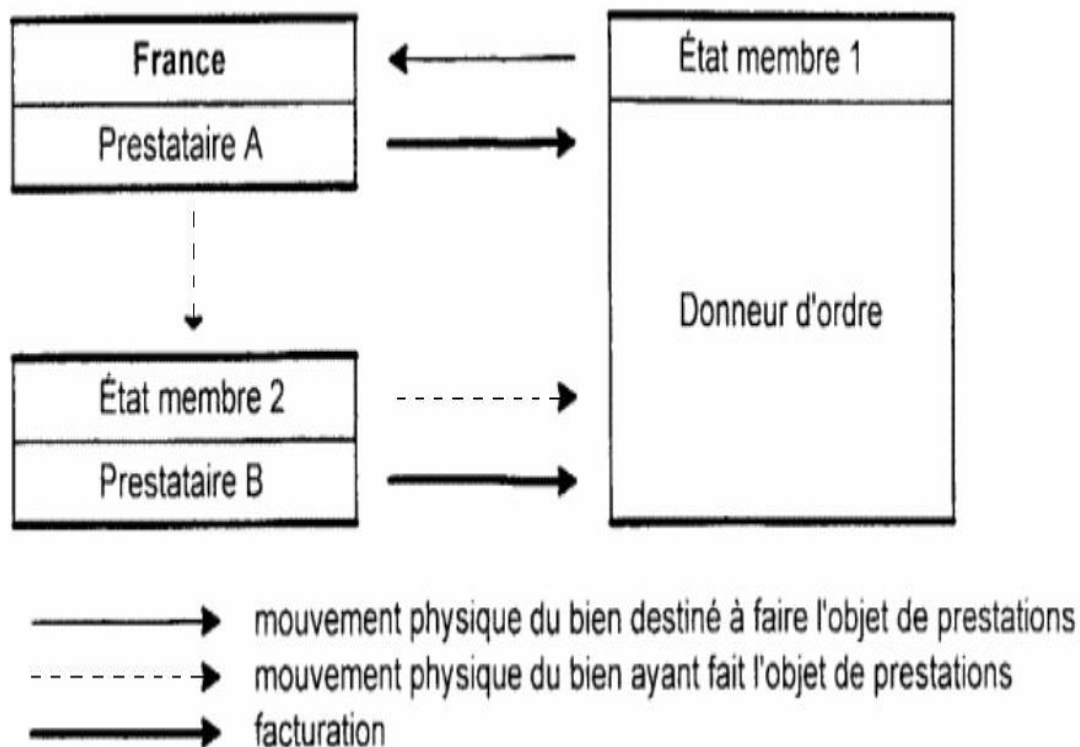 France
Prestataire A
État membre 1
Donneur d'ordre
État membre 2
Prestataire B
mouvement physique du bien destiné à faire l'objet de prestations
mouvement physique du bien ayant fait l'objet de prestations
facturation